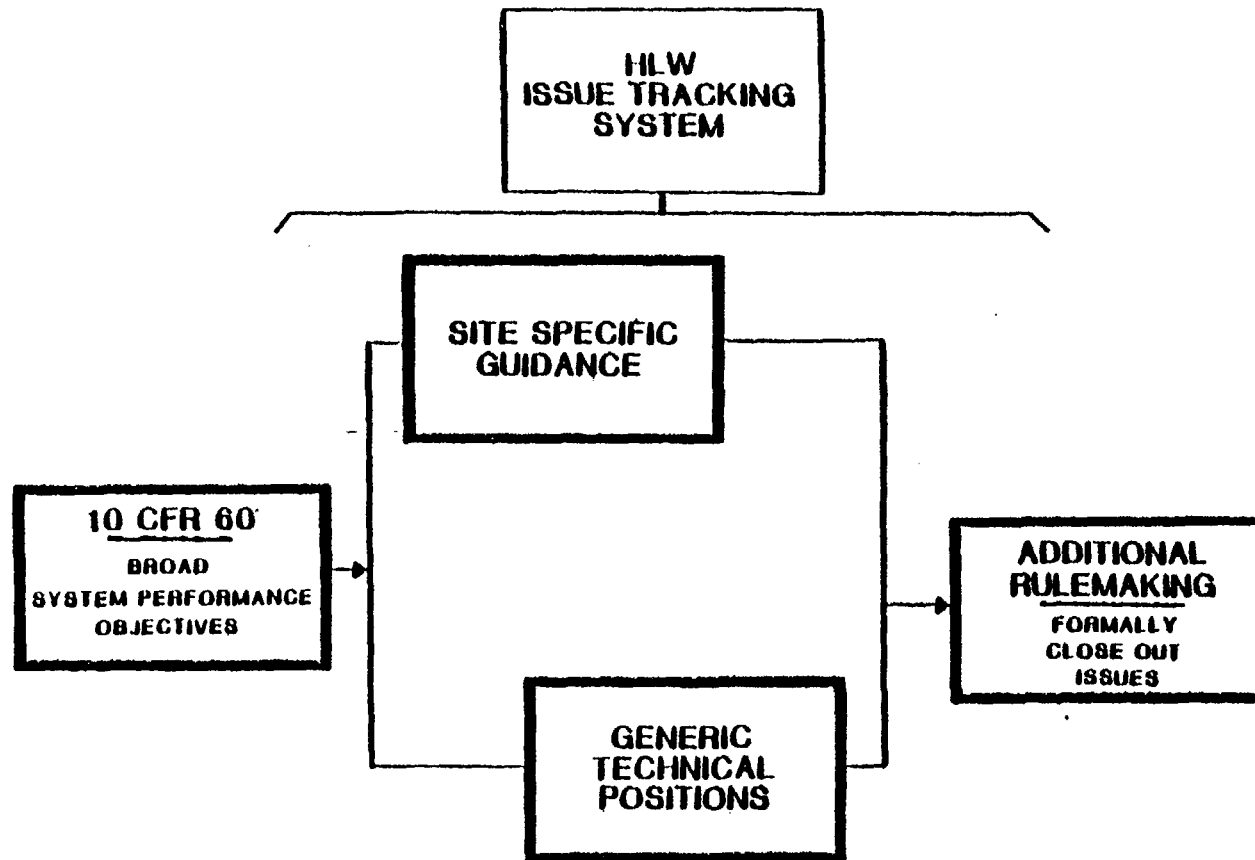 HLW
ISSUE TRACKING
SYSTEM
SITE SPECIFIC
GUIDANCE
10 CFR 60
BROAD
SYSTEM PERFORMANCE
OBJECTIVES
ADDITIONAL
RULEMAKING
FORMALLY
CLOSE OUT
ISSUES
GENERIC
TECHNICAL
POSITIONS